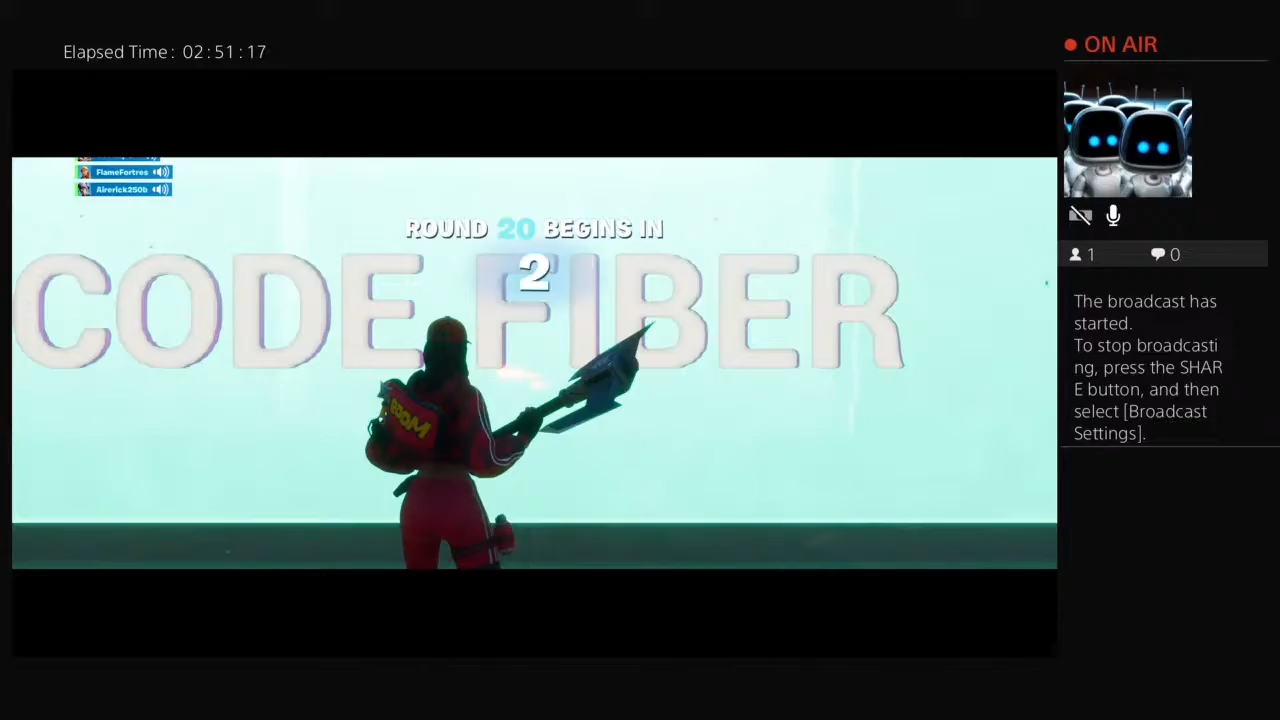 Elapsed Time: 02:51:17
ON AIR
FlameFortres
Airerick250b
ROUND 20 BEGINS IN
2
CODE FIBER
BOOM
1
0
The broadcast has
started.
To stop broadcasti
ng, press the SHAR
E button, and then
select [Broadcast
Settings].